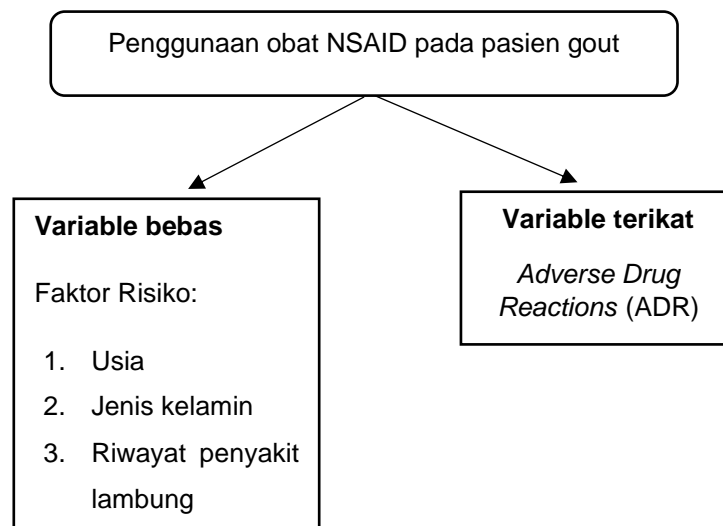 Penggunaan obat NSAID pada pasien gout
Variable bebas
Faktor Risiko:
1. Usia
2. Jenis kelamin
3. Riwayat penyakit
lambung
Variable terikat
Adverse Drug
Reactions (ADR)